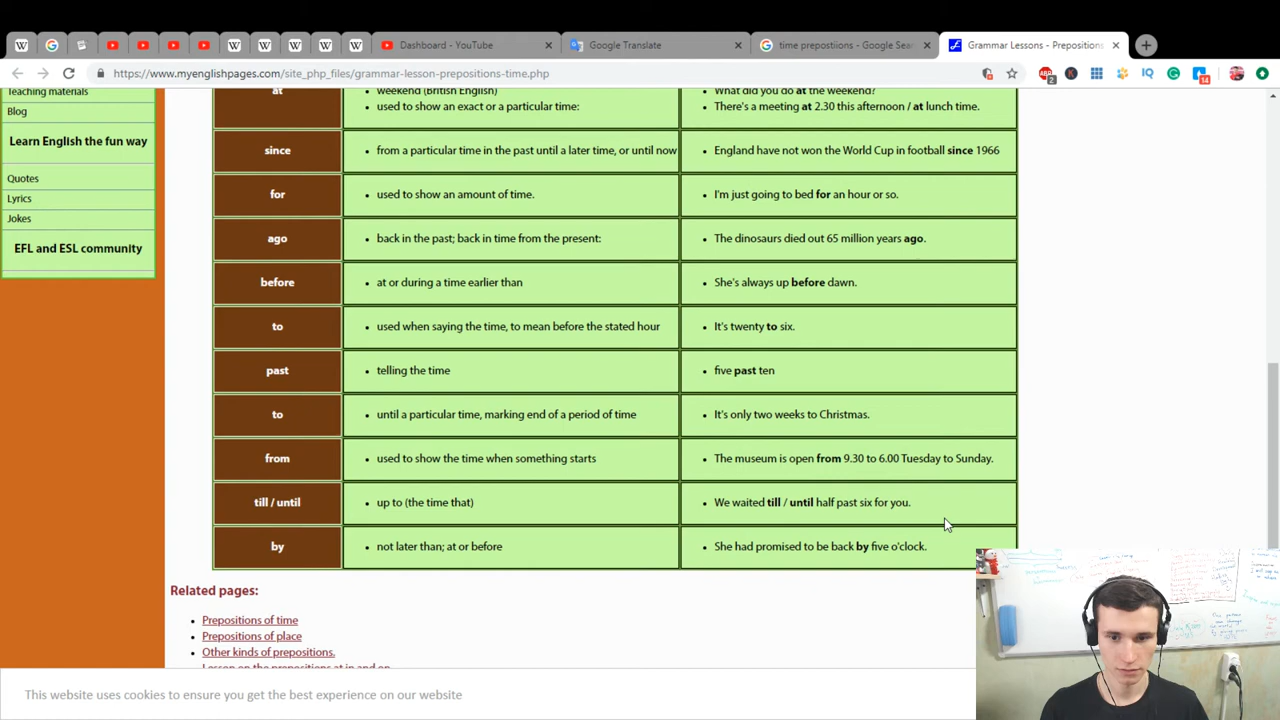 Dashboard - YouTube
Google Translate
time prepostiions - Google Sear
Grammar Lessons - Prepositions
https://www.myenglishpages.com/site_php_files/grammar-lesson-prepositions-time.php
2
14
Teaching materials
Blog
Learn English the fun way
Quotes
Lyrics
Jokes
EFL and ESL community
at
weekend (British English)
used to show an exact or a particular time:
What did you do at the weekend?
There's a meeting at 2.30 this afternoon / at lunch time.
since
from a particular time in the past until a later time, or until now
England have not won the World Cup in football since 1966
for
used to show an amount of time.
I'm just going to bed for an hour or so.
ago
back in the past; back in time from the present:
The dinosaurs died out 65 million years ago.
before
at or during a time earlier than
She's always up before dawn.
to
used when saying the time, to mean before the stated hour
It's twenty to six.
past
telling the time
five past ten
to
until a particular time, marking end of a period of time
It's only two weeks to Christmas.
from
used to show the time when something starts
The museum is open from 9.30 to 6.00 Tuesday to Sunday.
till / until
up to (the time that)
We waited till / until half past six for you.
by
not later than; at or before
She had promised to be back by five o'clock.
Related pages:
Prepositions of time
Prepositions of place
Other kinds of prepositions.
Lesson on the prepositions at in and on
This website uses cookies to ensure you get the best experience on our website